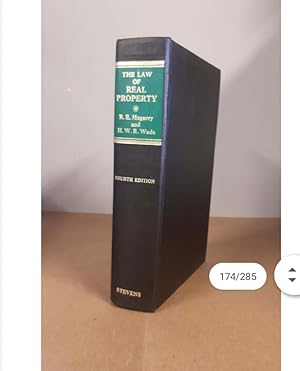 THE LAW
OF
REAL
PROPERTY
*
R. E. Megarry
and
H. W. R. Wade
FOURTH EDITION
STEVENS
174/285